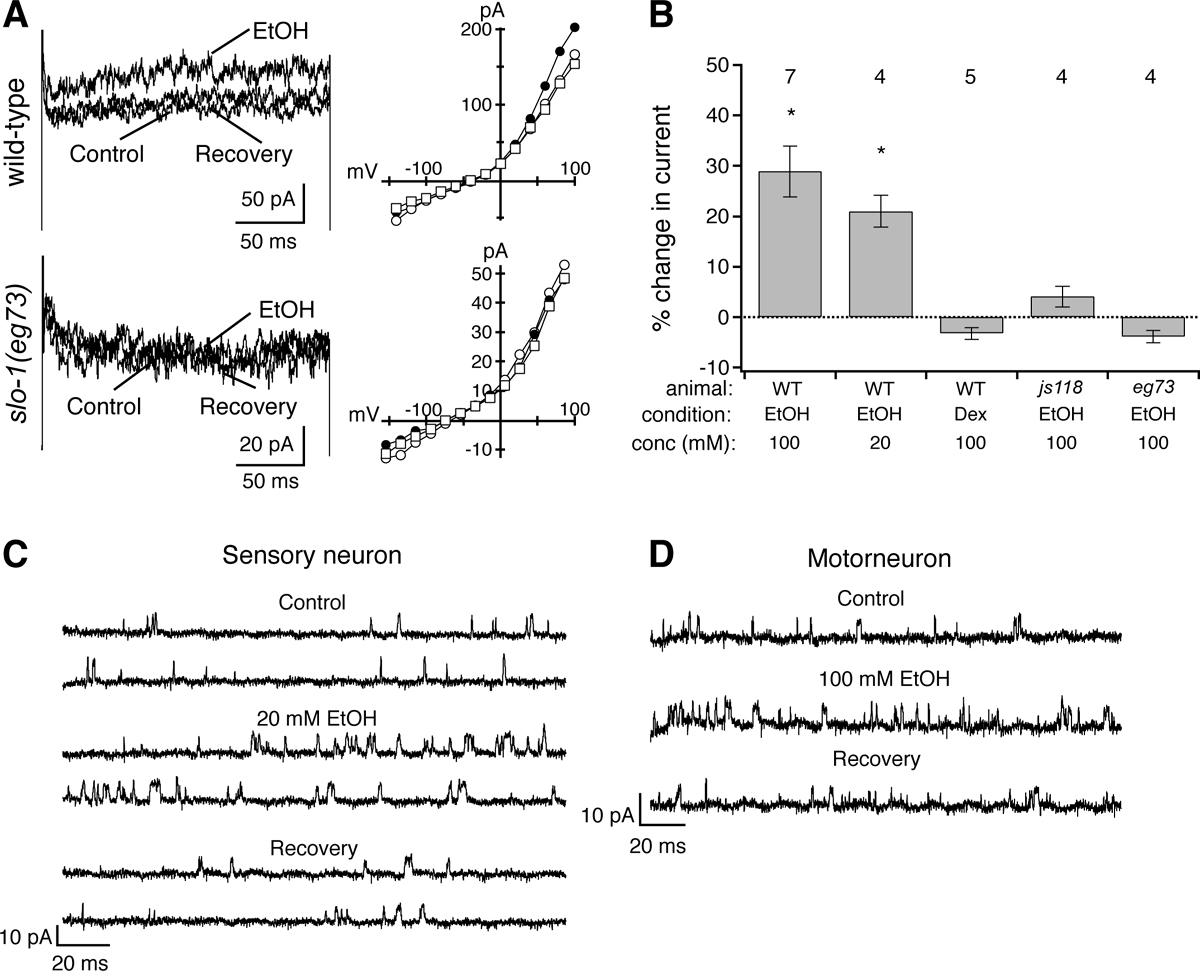 A
wild-type
EtOH
Control
Recovery
50 pA
50 ms
pA
200
100
mV
-100
100
slo-1(eg73)
EtOH
Control
Recovery
20 pA
50 ms
pA
50
40
30
20
10
mV
-100
100
-10
B
% change in current
50
40
30
20
10
0
-10
7 4 5 4 4
* *
animal: WT WT WT js118 eg73
condition: EtOH EtOH Dex EtOH EtOH
conc (mM): 100 20 100 100 100
C
Sensory neuron
Control
20 mM EtOH
Recovery
10 pA
20 ms
D
Motorneuron
Control
100 mM EtOH
Recovery
10 pA
20 ms